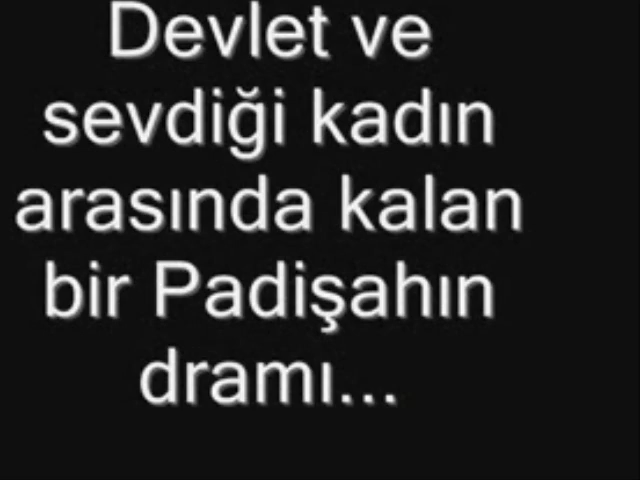 Devlet ve
sevdiği kadın
arasında kalan
bir Padişahın
dramı...